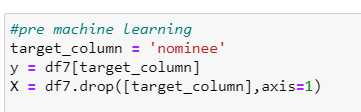 #pre machine learning
target_column = 'nominee'
y = df7[target_column]
X = df7.drop([target_column],axis=1)